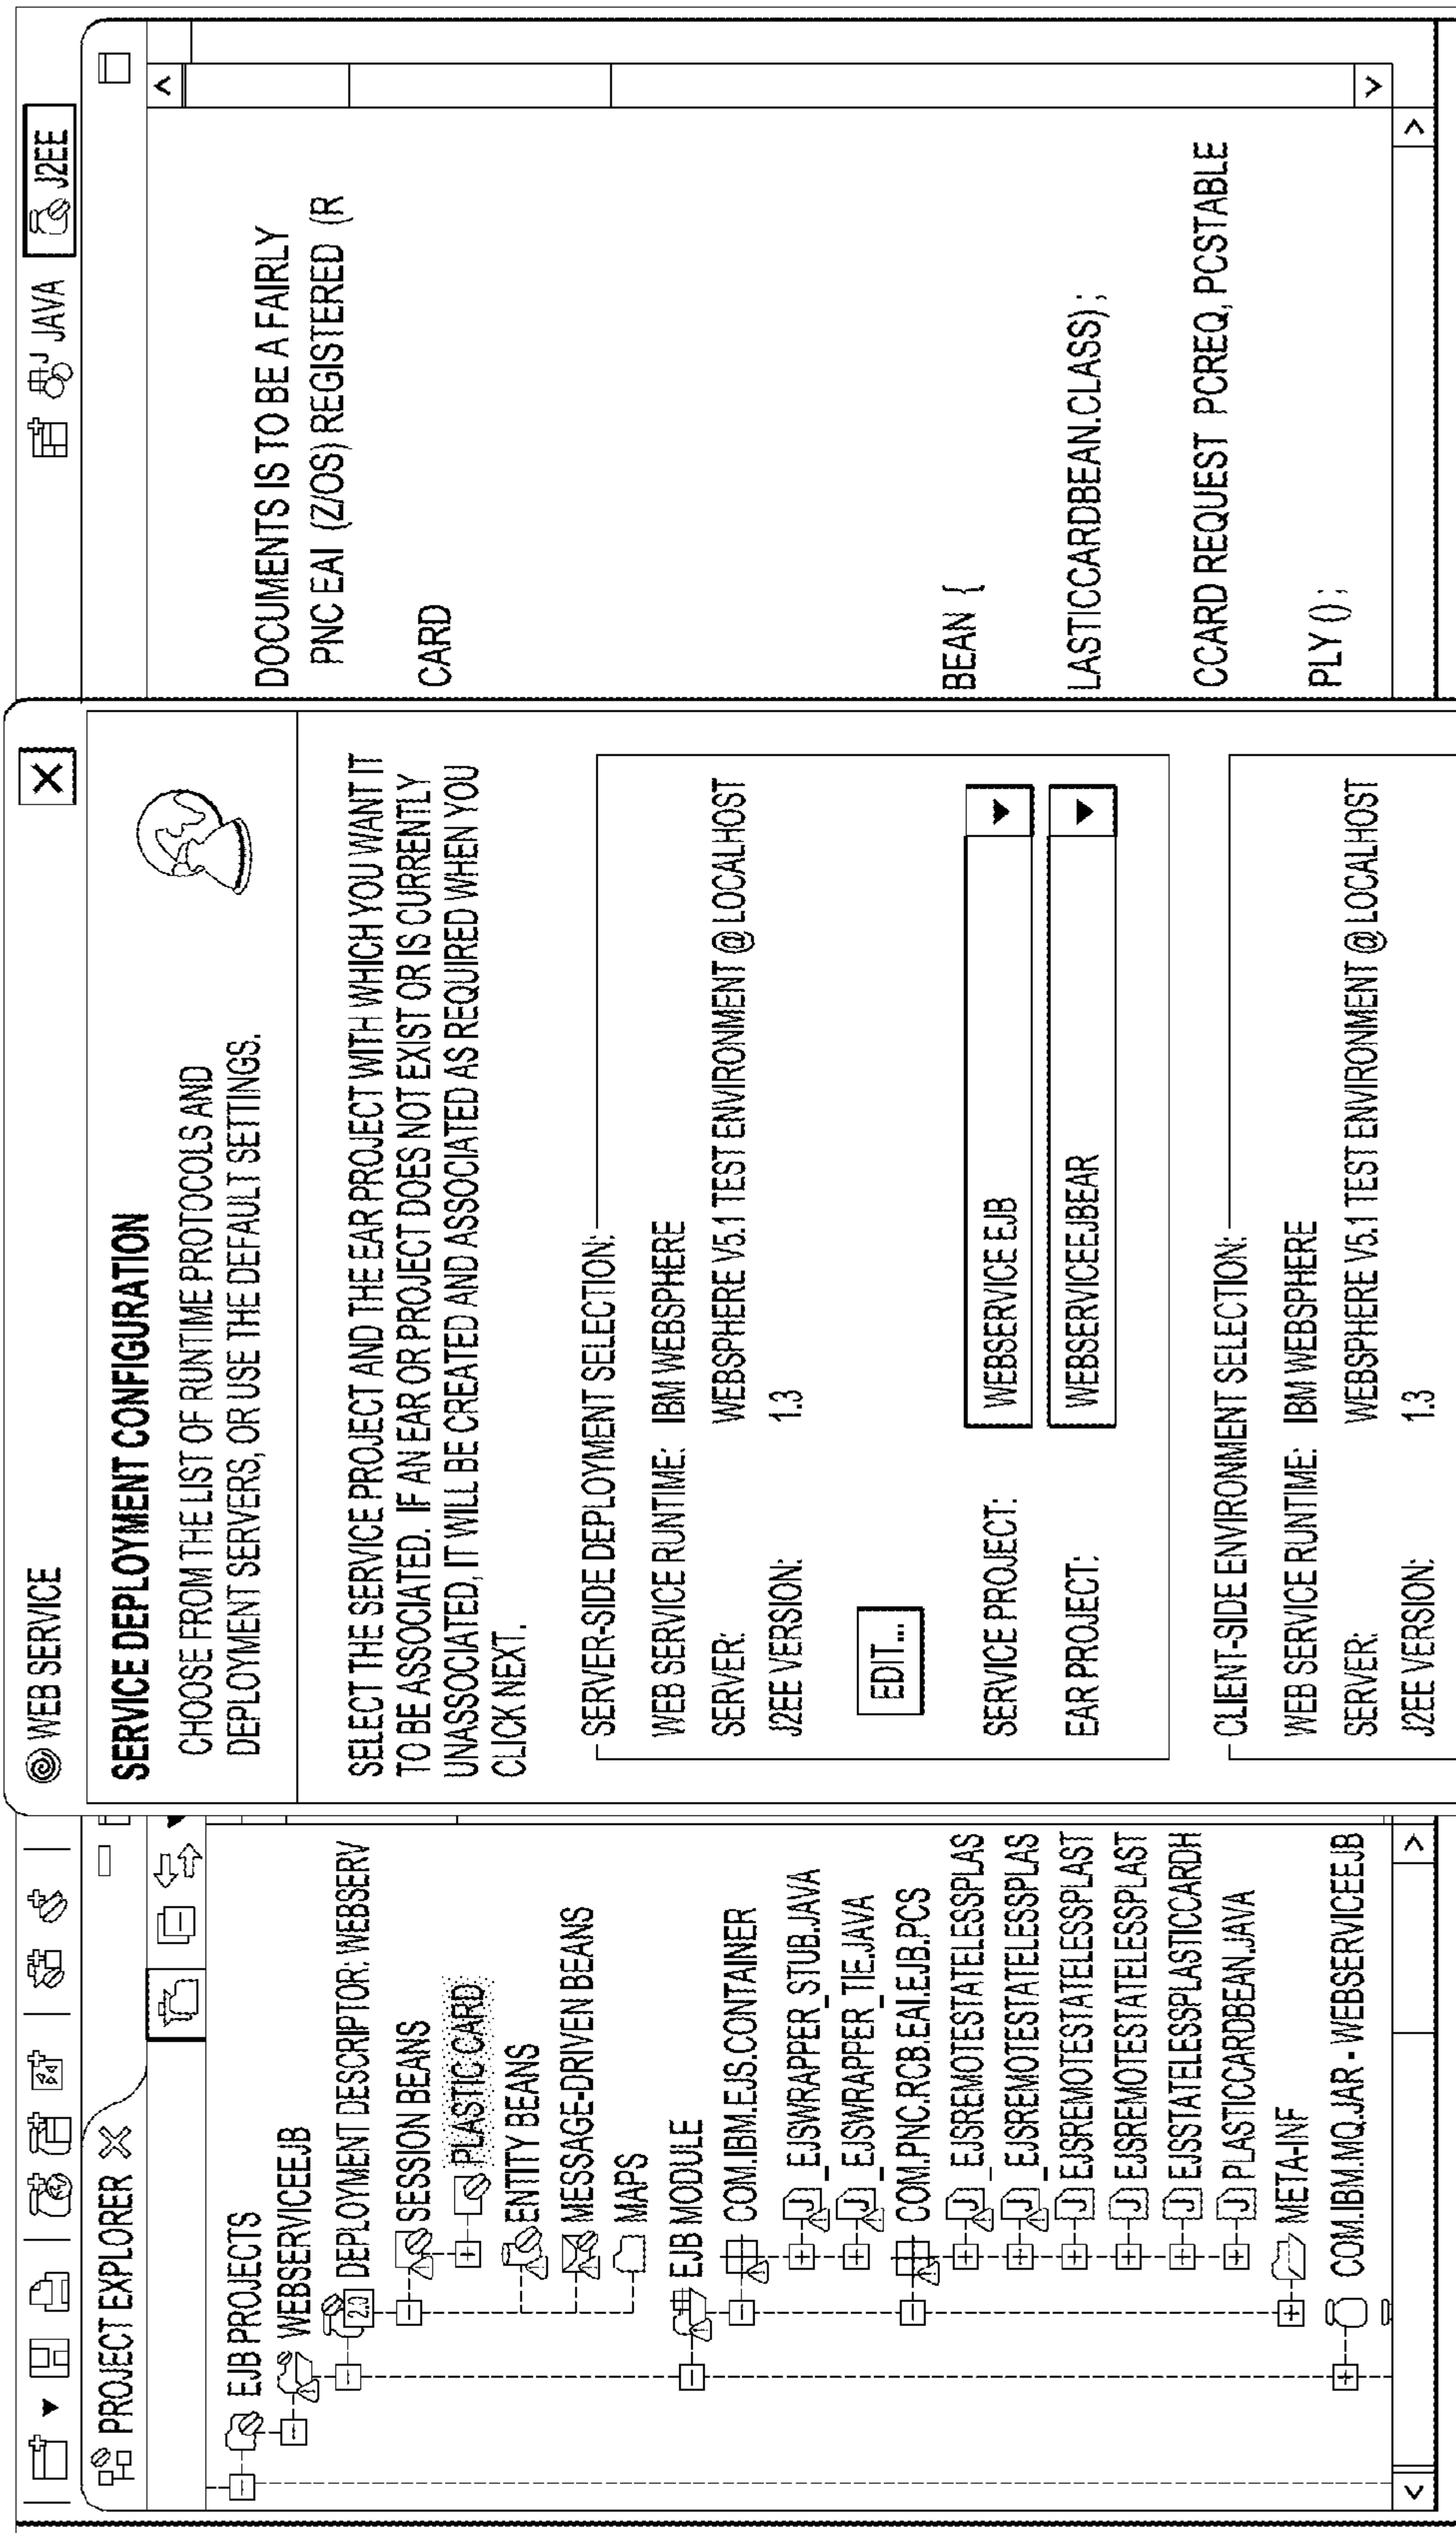 PROJECT EXPLORER
EJB PROJECTS
WEBSERVICEEJB
2.0
DEPLOYMENT DESCRIPTOR: WEBSERV
SESSION BEANS
PLASTIC CARD
ENTITY BEANS
MESSAGE-DRIVEN BEANS
MAPS
EJB MODULE
COM.IBM.EJS.CONTAINER
J _EJSWRAPPER_STUB.JAVA
J _EJSWRAPPER_TIE.JAVA
COM.PNC.RCB.EAI.EJB.PCS
J _EJSREMOTESTATELESSPLAS
J _EJSREMOTESTATELESSPLAS
J EJSREMOTESTATELESSPLAST
J EJSREMOTESTATELESSPLAST
J EJSSTATELESSPLASTICCARDH
J PLASTICCARDBEAN.JAVA
META-INF
COM.IBM.MQ.JAR - WEBSERVICEEJB
WEB SERVICE
X
SERVICE DEPLOYMENT CONFIGURATION
CHOOSE FROM THE LIST OF RUNTIME PROTOCOLS AND
DEPLOYMENT SERVERS, OR USE THE DEFAULT SETTINGS.
SELECT THE SERVICE PROJECT AND THE EAR PROJECT WITH WHICH YOU WANT IT
TO BE ASSOCIATED. IF AN EAR OR PROJECT DOES NOT EXIST OR IS CURRENTLY
UNASSOCIATED, IT WILL BE CREATED AND ASSOCIATED AS REQUIRED WHEN YOU
CLICK NEXT.
SERVER-SIDE DEPLOYMENT SELECTION:
WEB SERVICE RUNTIME: IBM WEBSPHERE
SERVER: WEBSPHERE V5.1 TEST ENVIRONMENT @ LOCALHOST
J2EE VERSION: 1.3
EDIT...
SERVICE PROJECT: WEBSERVICE EJB
EAR PROJECT: WEBSERVICEEJBEAR
CLIENT-SIDE ENVIRONMENT SELECTION:
WEB SERVICE RUNTIME: IBM WEBSPHERE
SERVER: WEBSPHERE V5.1 TEST ENVIRONMENT @ LOCALHOST
J2EE VERSION: 1.3
J JAVA
J2EE
DOCUMENTS IS TO BE A FAIRLY
PNC EAI (Z/OS) REGISTERED (R
CARD
BEAN {
LASTICCARDBEAN.CLASS) ;
CCARD REQUEST PCREQ, PCSTABLE
PLY () ;